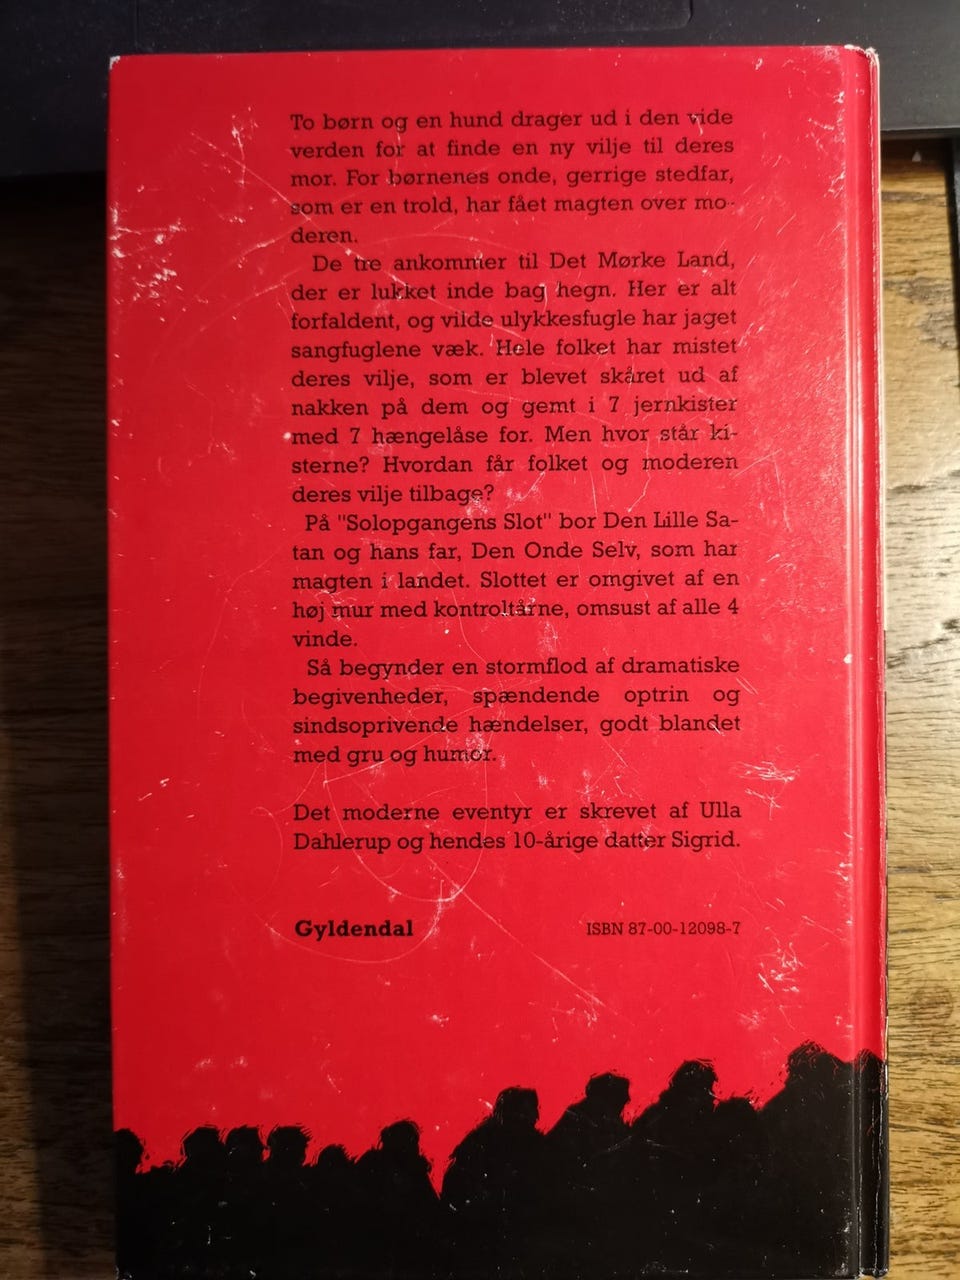 To børn og en hund drager ud i den vide
verden for at finde en ny vilje til deres
mor. For børnenes onde, gerrige stedfar,
som er en trold, har fået magten over mo-
deren.
De tre ankommer til Det Mørke Land,
der er lukket inde bag hegn. Her er alt
forfaldent, og vilde ulykkesfugle har jaget
sangfuglene væk. Hele folket har mistet
deres vilje, som er blevet skåret ud af
nakken på dem og gemt i 7 jernkister
med 7 hængelåse for. Men hvor står ki-
sterne? Hvordan får folket og moderen
deres vilje tilbage?
På "Solopgangens Slot" bor Den Lille Sa-
tan og hans far, Den Onde Selv, som har
magten i landet. Slottet er omgivet af en
høj mur med kontroltårne, omsust af alle 4
vinde.
Så begynder en stormflod af dramatiske
begivenheder, spændende optrin og
sindsoprivende hændelser, godt blandet
med gru og humor.
Det moderne eventyr er skrevet af Ulla
Dahlerup og hendes 10-årige datter Sigrid.
Gyldendal ISBN 87-00-12098-7